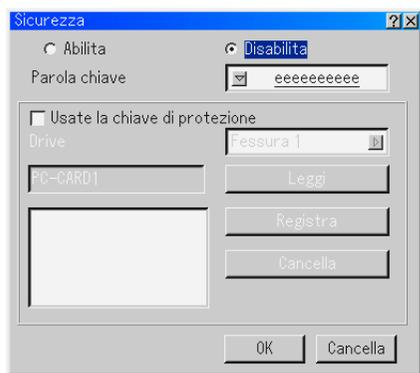 Sicurezza
Abilita Disabilita
Parola chiave eeeeeeeeee
Usate la chiave di protezione
Drive Fessura 1
PC-CARD1 Leggi
Registra
Cancella
OK Cancella